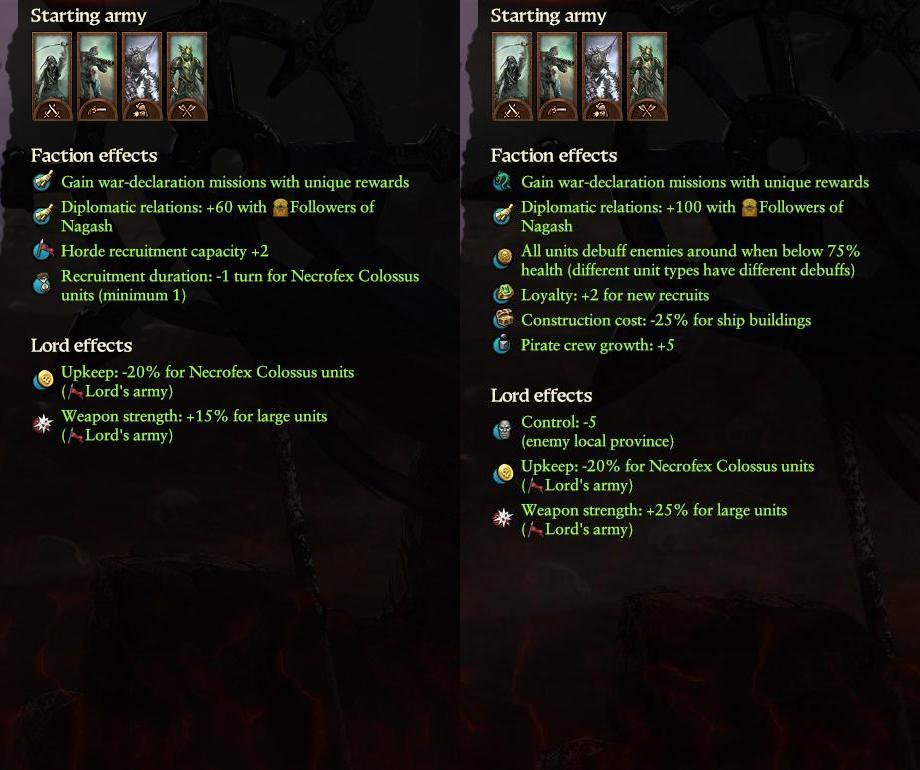 Starting army
Faction effects
Gain war-declaration missions with unique rewards
Diplomatic relations: +60 with Followers of
Nagash
Horde recruitment capacity +2
Recruitment duration: -1 turn for Necrofex Colossus
units (minimum 1)
Lord effects
Upkeep: -20% for Necrofex Colossus units
(Lord's army)
Weapon strength: +15% for large units
(Lord's army)
Starting army
Faction effects
Gain war-declaration missions with unique rewards
Diplomatic relations: +100 with Followers of
Nagash
All units debuff enemies around when below 75%
health (different unit types have different debuffs)
Loyalty: +2 for new recruits
Construction cost: -25% for ship buildings
Pirate crew growth: +5
Lord effects
Control: -5
(enemy local province)
Upkeep: -20% for Necrofex Colossus units
(Lord's army)
Weapon strength: +25% for large units
(Lord's army)